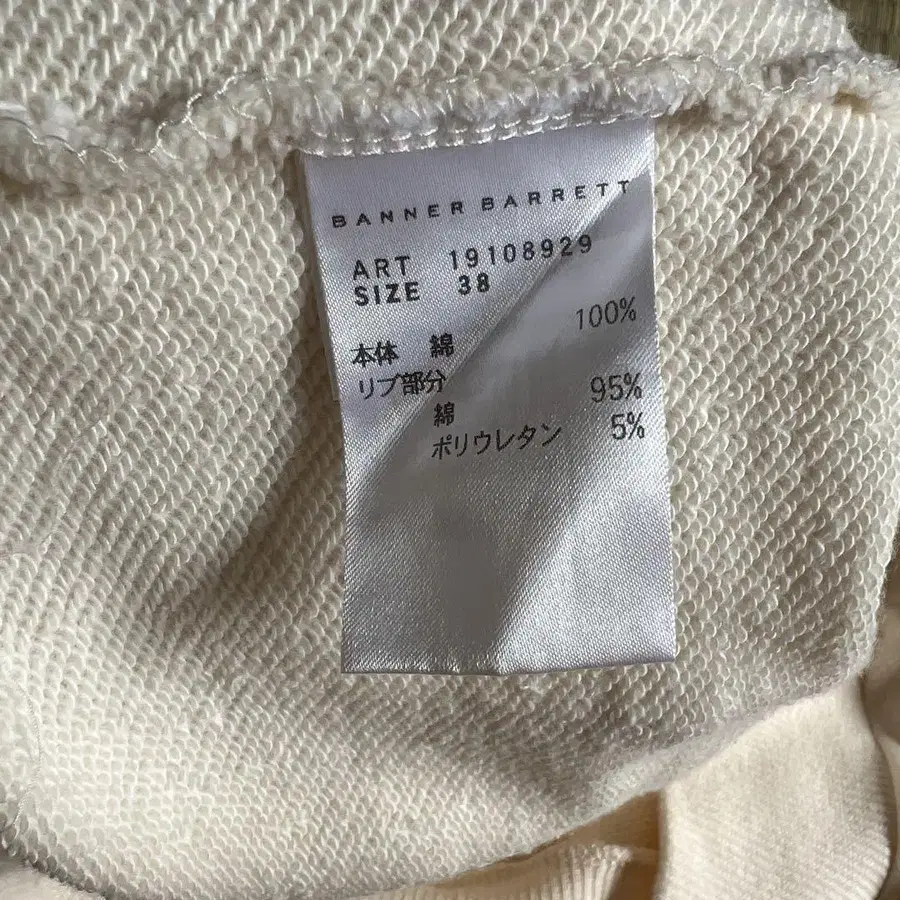 BANNER BARRETT
ART 19108929
SIZE 38
本体 綿 100%
リブ部分
綿 95%
ポリウレタン 5%